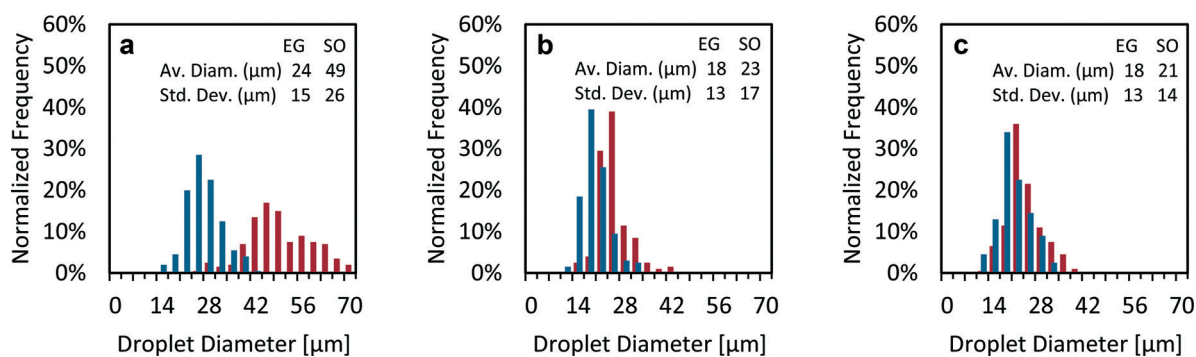 60%
50%
40%
30%
20%
10%
0%
Normalized Frequency
a
EG SO
Av. Diam. (µm) 24 49
Std. Dev. (µm) 15 26
0 14 28 42 56 70
Droplet Diameter [µm]
60%
50%
40%
30%
20%
10%
0%
Normalized Frequency
b
EG SO
Av. Diam. (µm) 18 23
Std. Dev. (µm) 13 17
0 14 28 42 56 70
Droplet Diameter [µm]
60%
50%
40%
30%
20%
10%
0%
Normalized Frequency
c
EG SO
Av. Diam. (µm) 18 21
Std. Dev. (µm) 13 14
0 14 28 42 56 70
Droplet Diameter [µm]